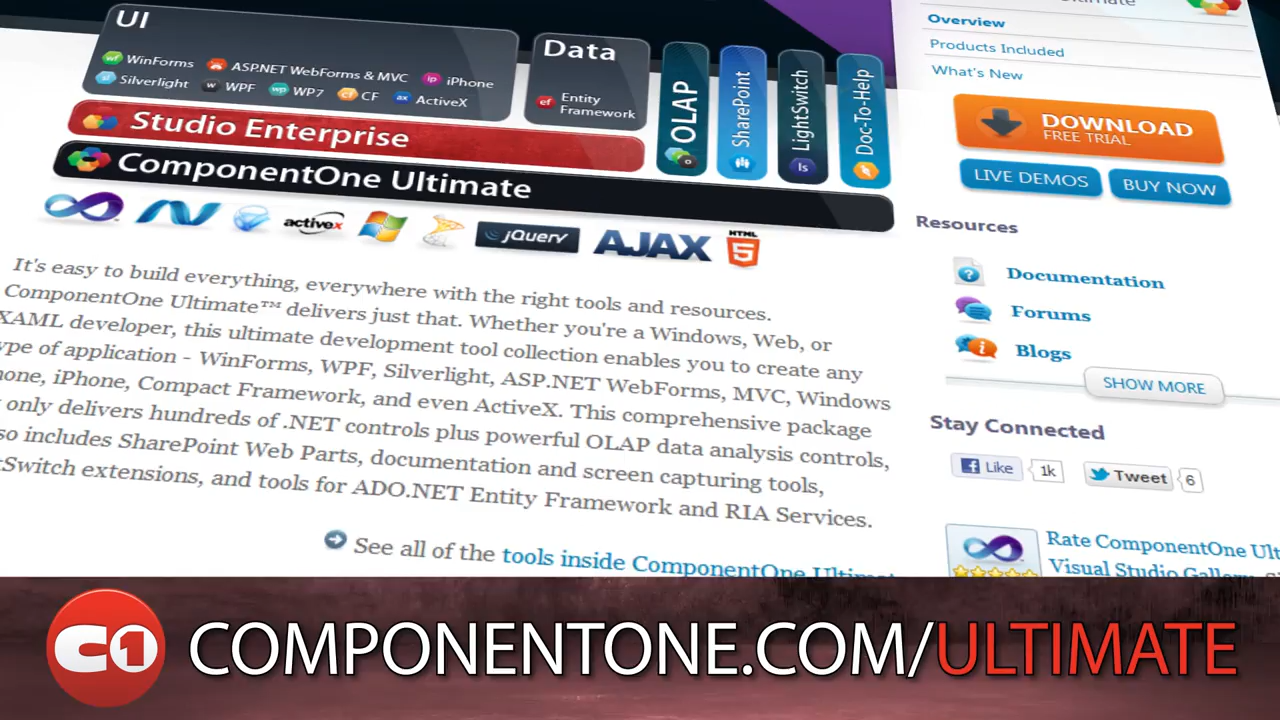 UI
WinForms ASP.NET WebForms & MVC iPhone
Silverlight WPF WP7 CF ActiveX
Data
Entity
Framework
OLAP
SharePoint
LightSwitch
Doc-To-Help
Studio Enterprise
ComponentOne Ultimate
activex jQuery AJAX HTML 5
It's easy to build everything, everywhere with the right tools and resources.
ComponentOne Ultimate™ delivers just that. Whether you're a Windows, Web, or
XAML developer, this ultimate development tool collection enables you to create any
ype of application - WinForms, WPF, Silverlight, ASP.NET WebForms, MVC, Windows
one, iPhone, Compact Framework, and even ActiveX. This comprehensive package
only delivers hundreds of .NET controls plus powerful OLAP data analysis controls,
so includes SharePoint Web Parts, documentation and screen capturing tools,
tSwitch extensions, and tools for ADO.NET Entity Framework and RIA Services.
See all of the tools inside ComponentOne Ultimate
Overview
Products Included
What's New
DOWNLOAD
FREE TRIAL
LIVE DEMOS BUY NOW
Resources
Documentation
Forums
Blogs
SHOW MORE
Stay Connected
Like 1k Tweet 6
Rate ComponentOne Ult
Visual Studio Gallery
C1 COMPONENTONE.COM/ULTIMATE